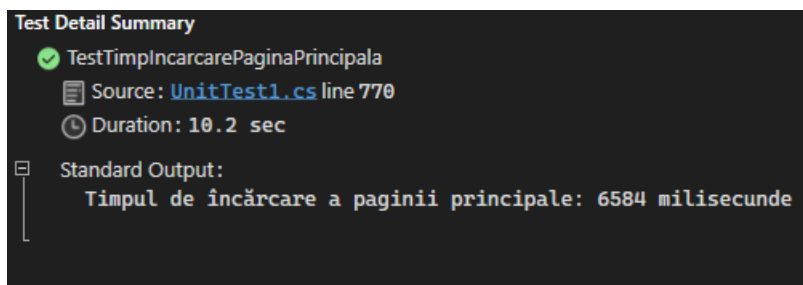 Test Detail Summary
TestTimpIncarcarePaginaPrincipala
Source: UnitTest1.cs line 770
Duration: 10.2 sec
Standard Output:
Timpul de încărcare a paginii principale: 6584 milisecunde